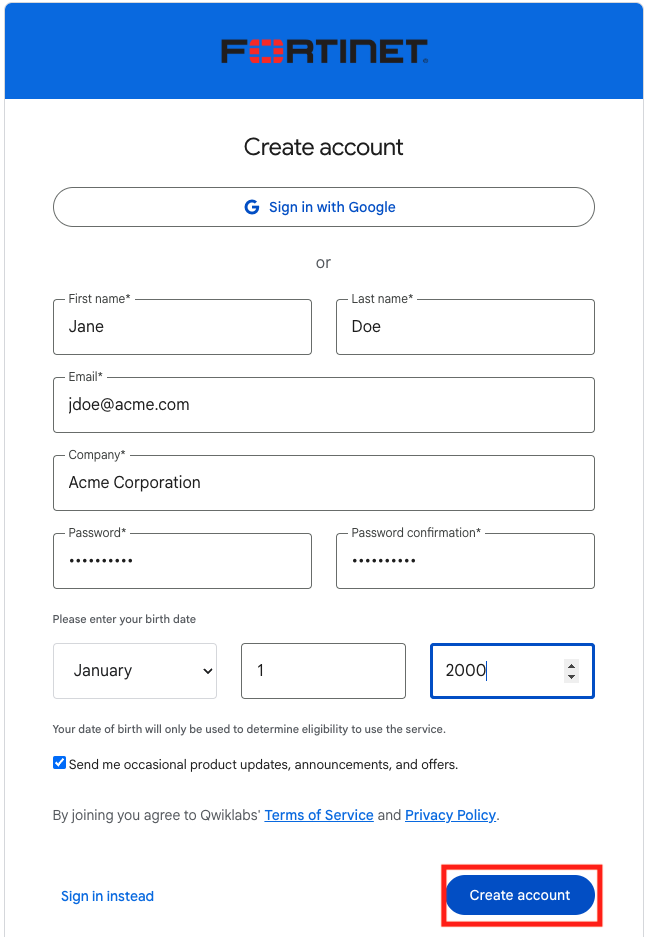 FORTINET
Create account
G Sign in with Google
or
First name*
Jane
Last name*
Doe
Email*
jdoe@acme.com
Company*
Acme Corporation
Password*
••••••••••
Password confirmation*
••••••••••
Please enter your birth date
January
1
2000
Your date of birth will only be used to determine eligibility to use the service.
Send me occasional product updates, announcements, and offers.
By joining you agree to Qwiklabs' Terms of Service and Privacy Policy.
Sign in instead
Create account